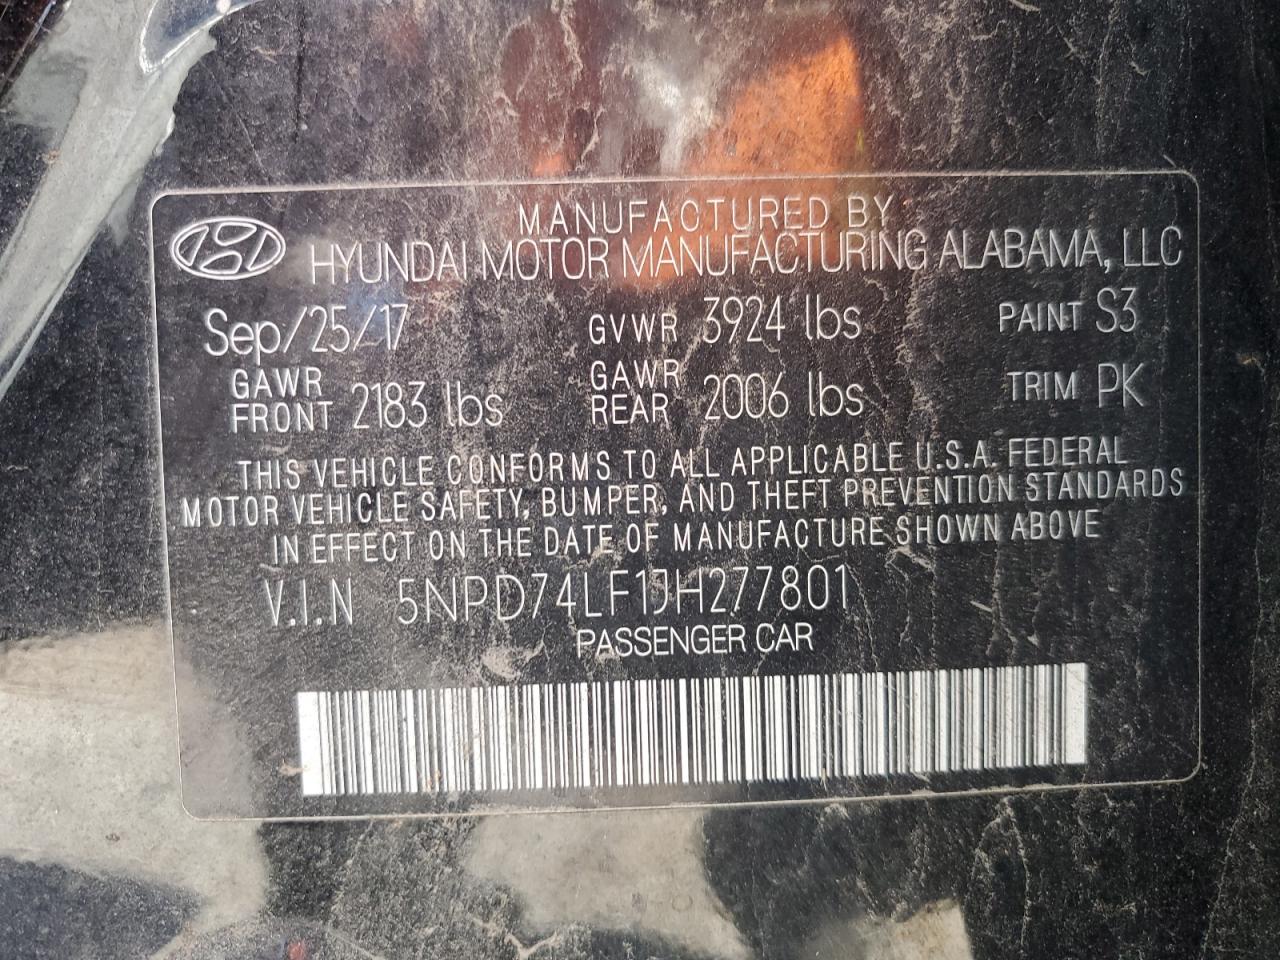 MANUFACTURED BY
HYUNDAI MOTOR MANUFACTURING ALABAMA, LLC
Sep/25/17 GVWR 3924 lbs PAINT S3
GAWR FRONT 2183 lbs GAWR REAR 2006 lbs TRIM PK
THIS VEHICLE CONFORMS TO ALL APPLICABLE U.S.A. FEDERAL
MOTOR VEHICLE SAFETY, BUMPER, AND THEFT PREVENTION STANDARDS
IN EFFECT ON THE DATE OF MANUFACTURE SHOWN ABOVE
V.I.N 5NPD74LF1JH277801
PASSENGER CAR